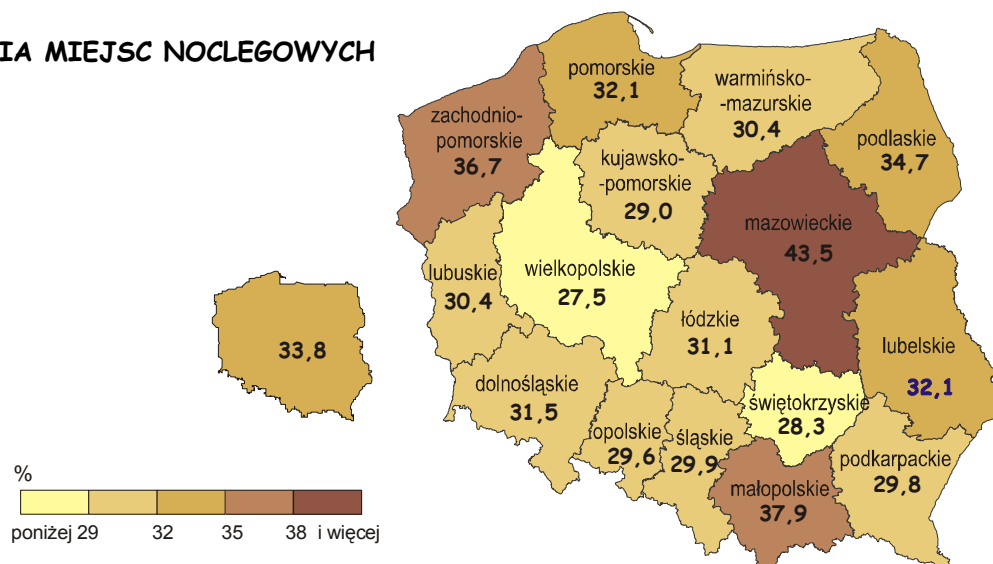 IA MIEJSC NOCLEGOWYCH
pomorskie
32,1
warmińsko-
-mazurskie
30,4
zachodnio-
pomorskie
36,7
podlaskie
34,7
kujawsko-
-pomorskie
29,0
mazowieckie
43,5
lubuskie
30,4
wielkopolskie
27,5
łódzkie
31,1
33,8
lubelskie
32,1
dolnośląskie
31,5
świętokrzyskie
28,3
opolskie
29,6
śląskie
29,9
podkarpackie
29,8
małopolskie
37,9
%
poniżej 29 32 35 38 i więcej